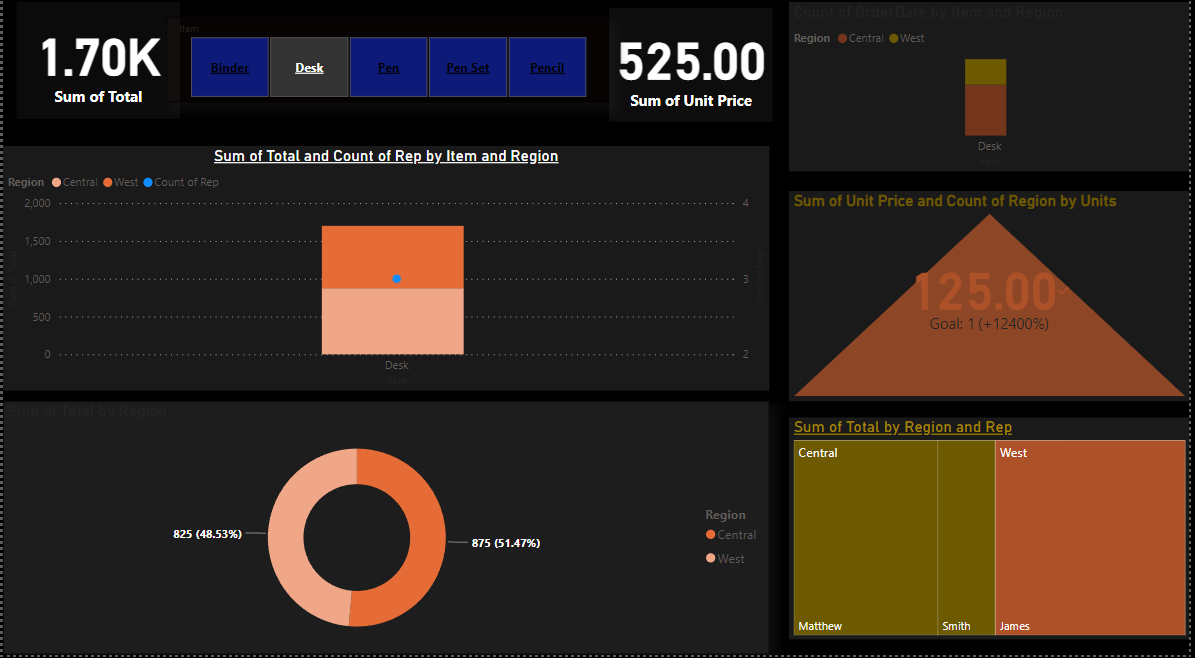 1.70K
Sum of Total
Item
Binder
Desk
Pen
Pen Set
Pencil
525.00
Sum of Unit Price
Count of OrderDate by Item and Region
Region Central West
Desk
Item
Sum of Total and Count of Rep by Item and Region
Region Central West Count of Rep
2,000
1,500
1,000
500
0
4
3
2
Desk
Item
Sum of Unit Price and Count of Region by Units
125.00
Goal: 1 (+12400%)
Sum of Total by Region
825 (48.53%)
875 (51.47%)
Region
Central
West
Sum of Total by Region and Rep
Central
West
Matthew
Smith
James